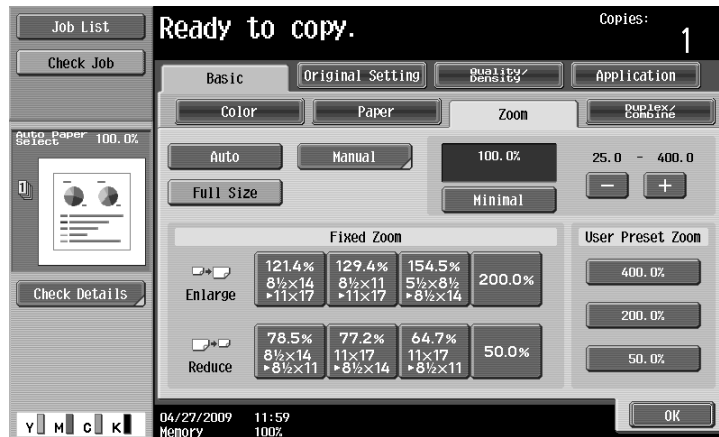 Job List
Check Job
Ready to copy.
Copies:
1
Basic
Original Setting
Quality/
Density
Application
Color
Paper
Zoom
Duplex/
Combine
Auto Paper
Select
100.0%
1
Check Details
Auto
Manual
100.0%
25.0 - 400.0
Full Size
Minimal
− +
Fixed Zoom
User Preset Zoom
Enlarge
121.4%
8½×14
▸11×17
129.4%
8½×11
▸11×17
154.5%
5½×8½
▸8½×14
200.0%
Reduce
78.5%
8½×14
▸8½×11
77.2%
11×17
▸8½×14
64.7%
11×17
▸8½×11
50.0%
400.0%
200.0%
50.0%
Y M C K
04/27/2009 11:59
Memory 100%
OK